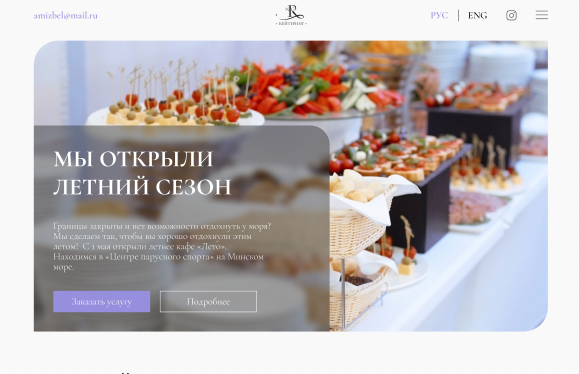 amizbel@mail.ru
R
• КЕЙТЕРИНГ •
РУС
ENG
МЫ ОТКРЫЛИ
ЛЕТНИЙ СЕЗОН
Границы закрыты и нет возможности отдохнуть у моря?
Мы сделаем так, чтобы вы хорошо отдохнули этим
летом! С 1 мая открыли летнее кафе «Лето».
Находимся в «Центре парусного спорта» на Минском
море.
Заказать услугу
Подробнее